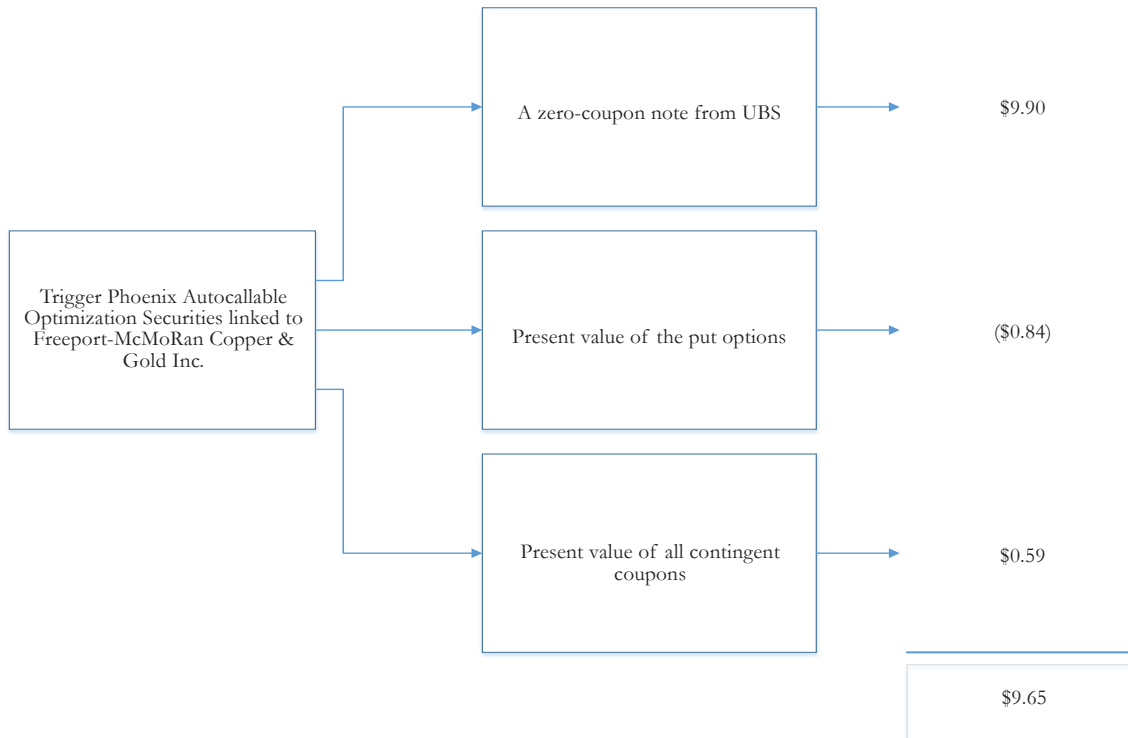 A zero-coupon note from UBS
$9.90
Trigger Phoenix Autocallable
Optimization Securities linked to
Freeport-McMoRan Copper &
Gold Inc.
Present value of the put options
($0.84)
Present value of all contingent
coupons
$0.59
$9.65